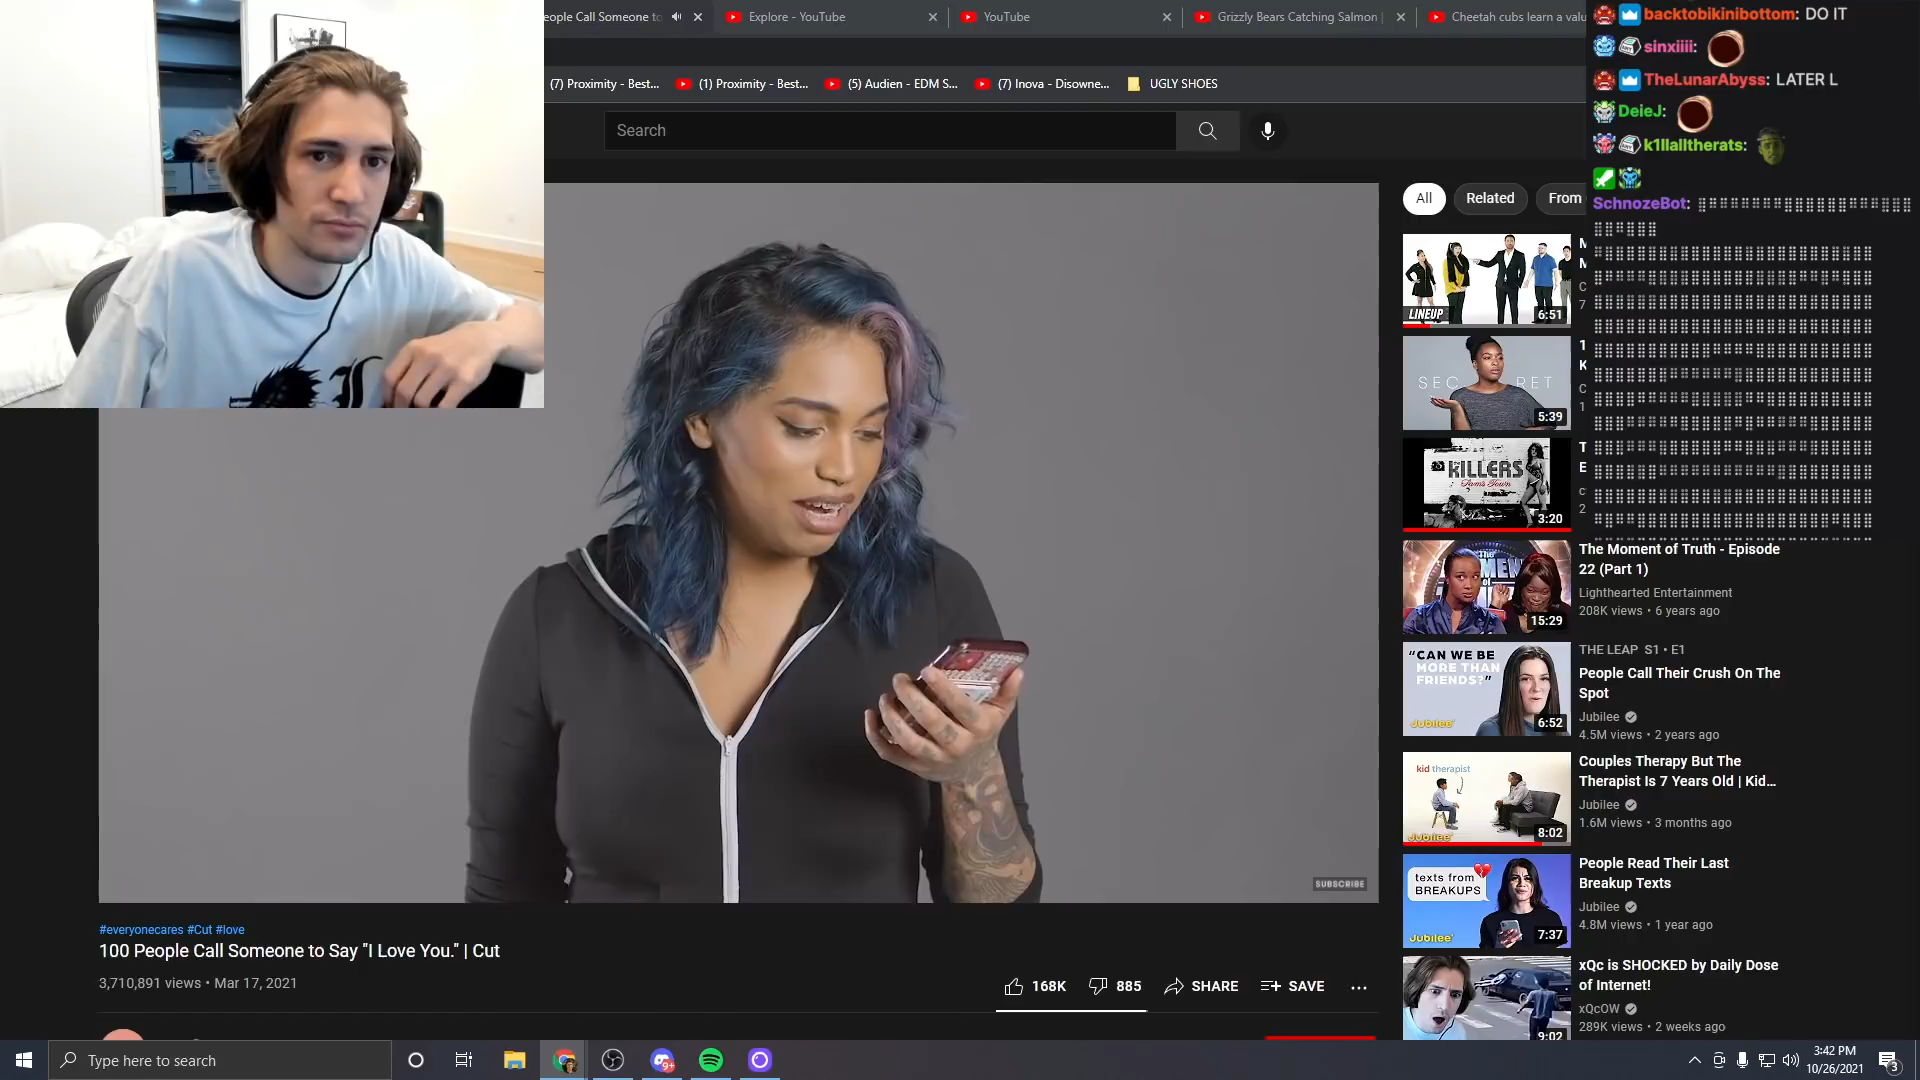 eople Call Someone to
Explore - YouTube
YouTube
Grizzly Bears Catching Salmon |
Cheetah cubs learn a valu
(7) Proximity - Best...
(1) Proximity - Best...
(5) Audien - EDM S...
(7) Inova - Disowne...
UGLY SHOES
Search
backtobikinibottom: DO IT
sinxiiii:
TheLunarAbyss: LATER L
DeieJ:
k1llalltherats:
SchnozeBot:
All
Related
From
LINEUP
6:51
SEC RET
5:39
KILLERS
Sam's Town
3:20
The Moment of Truth - Episode
22 (Part 1)
Lighthearted Entertainment
208K views • 6 years ago
15:29
THE LEAP S1 • E1
People Call Their Crush On The
Spot
Jubilee
4.5M views • 2 years ago
"CAN WE BE
MORE THAN
FRIENDS?"
Jubilee
6:52
Couples Therapy But The
Therapist Is 7 Years Old | Kid...
Jubilee
1.6M views • 3 months ago
kid therapist
Jubilee
8:02
People Read Their Last
Breakup Texts
Jubilee
4.8M views • 1 year ago
texts from
BREAKUPS
Jubilee
7:37
xQc is SHOCKED by Daily Dose
of Internet!
xQcOW
289K views • 2 weeks ago
9:02
SUBSCRIBE
#everyonecares #Cut #love
100 People Call Someone to Say "I Love You." | Cut
3,710,891 views • Mar 17, 2021
168K
885
SHARE
SAVE
Type here to search
9+
3:42 PM
10/26/2021
3